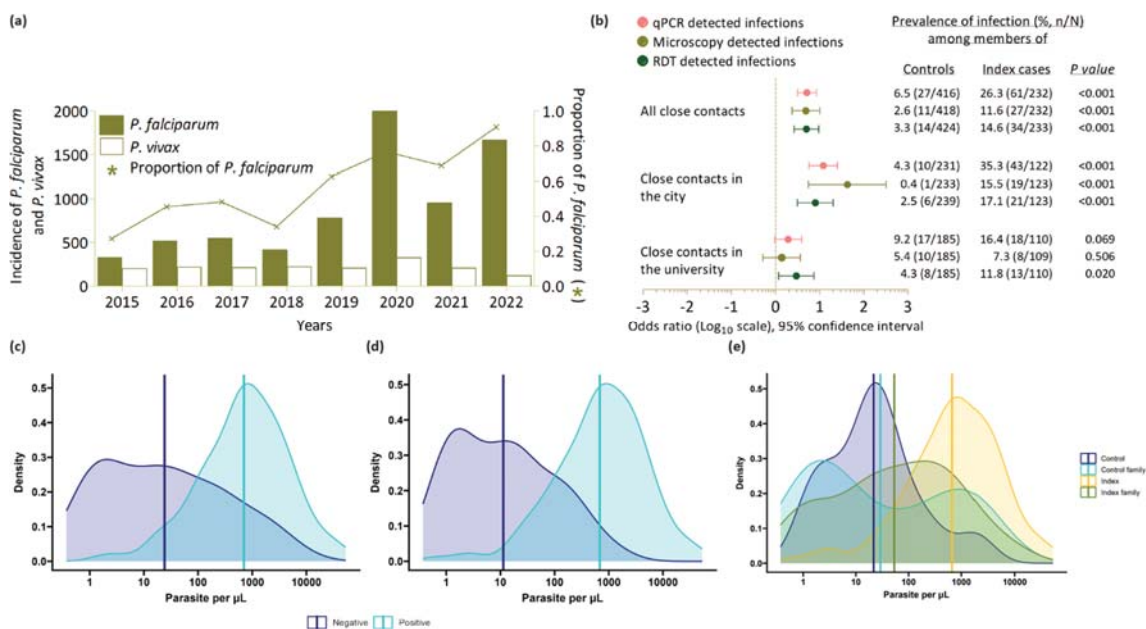 (a)
Incidence of P. falciparum
and P. vivax
2000
1500
1000
500
0
P. falciparum
P. vivax
* Proportion of P. falciparum
1.0
0.8
0.6
0.4
0.2
0.0
Proportion of P. falciparum (*)
2015 2016 2017 2018 2019 2020 2021 2022
Years
(b)
qPCR detected infections
Microscopy detected infections
RDT detected infections
Prevalence of infection (%, n/N)
among members of
Controls Index cases P value
All close contacts
6.5 (27/416) 26.3 (61/232) <0.001
2.6 (11/418) 11.6 (27/232) <0.001
3.3 (14/424) 14.6 (34/233) <0.001
Close contacts in
the city
4.3 (10/231) 35.3 (43/122) <0.001
0.4 (1/233) 15.5 (19/123) <0.001
2.5 (6/239) 17.1 (21/123) <0.001
Close contacts in
the university
9.2 (17/185) 16.4 (18/110) 0.069
5.4 (10/185) 7.3 (8/109) 0.506
4.3 (8/185) 11.8 (13/110) 0.020
-3 -2 -1 0 1 2 3
Odds ratio (Log10 scale), 95% confidence interval
(c)
Density
0.5
0.4
0.3
0.2
0.1
0.0
1 10 100 1000 10000
Parasite per µL
(d)
Density
0.5
0.4
0.3
0.2
0.1
0.0
1 10 100 1000 10000
Parasite per µL
Negative Positive
(e)
Density
0.5
0.4
0.3
0.2
0.1
0.0
1 10 100 1000 10000
Parasite per µL
Control
Control family
Index
Index family